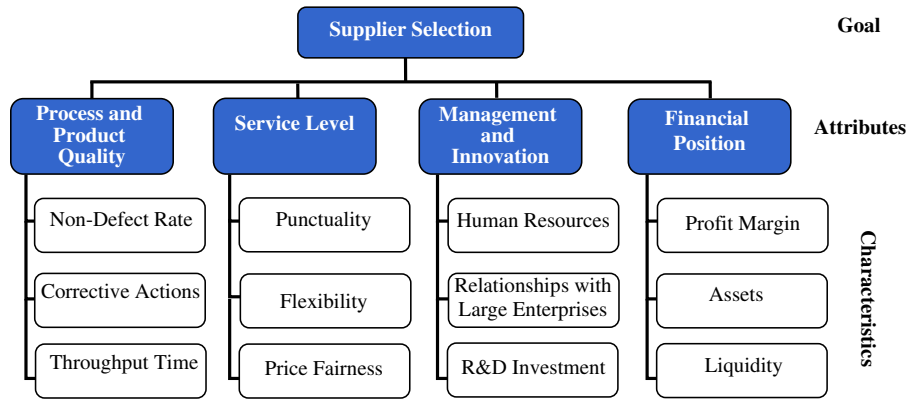 Supplier Selection
Goal
Process and
Product
Quality
Service Level
Management
and
Innovation
Financial
Position
Attributes
Non-Defect Rate
Punctuality
Human Resources
Profit Margin
Corrective Actions
Flexibility
Relationships with
Large Enterprises
Assets
Throughput Time
Price Fairness
R&D Investment
Liquidity
Characteristics